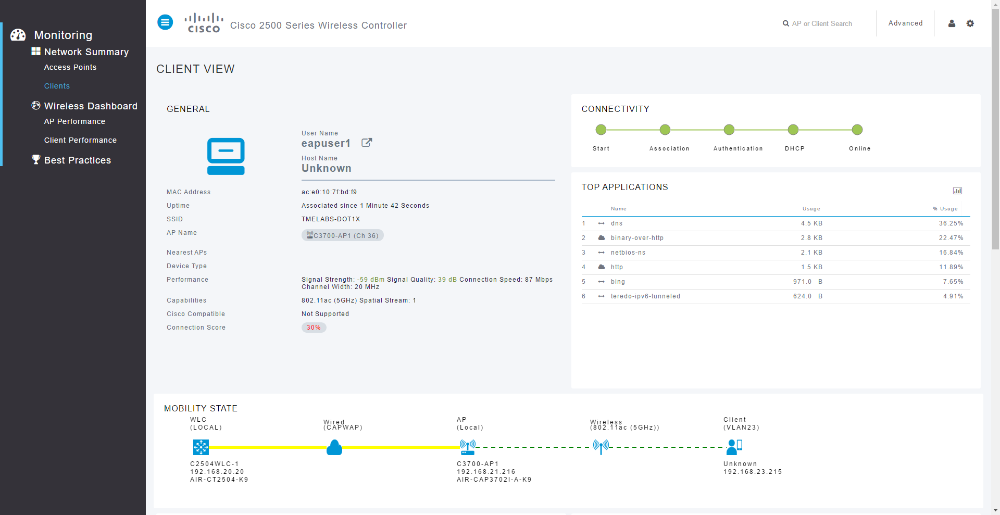 Monitoring
Network Summary
Access Points
Clients
Wireless Dashboard
AP Performance
Client Performance
Best Practices
CISCO
Cisco 2500 Series Wireless Controller
AP or Client Search
Advanced
CLIENT VIEW
GENERAL
User Name
eapuser1
Host Name
Unknown
MAC Address ac:e0:10:7f:bd:f9
Uptime Associated since 1 Minute 42 Seconds
SSID TMELABS-DOT1X
AP Name C3700-AP1 (Ch 36)
Nearest APs
Device Type
Performance Signal Strength: -59 dBm Signal Quality: 39 dB Connection Speed: 87 Mbps
Channel Width: 20 MHz
Capabilities 802.11ac (5GHz) Spatial Stream: 1
Cisco Compatible Not Supported
Connection Score 30%
CONNECTIVITY
Start Association Authentication DHCP Online
TOP APPLICATIONS
Name Usage % Usage
1 dns 4.5 KB 36.25%
2 binary-over-http 2.8 KB 22.47%
3 netbios-ns 2.1 KB 16.84%
4 http 1.5 KB 11.89%
5 bing 971.0 B 7.65%
6 teredo-ipv6-tunneled 624.0 B 4.91%
MOBILITY STATE
WLC
(LOCAL)
C2504WLC-1
192.168.20.20
AIR-CT2504-K9
Wired
(CAPWAP)
AP
(Local)
C3700-AP1
192.168.21.216
AIR-CAP3702I-A-K9
Wireless
(802.11ac (5GHz))
Client
(VLAN23)
Unknown
192.168.23.215